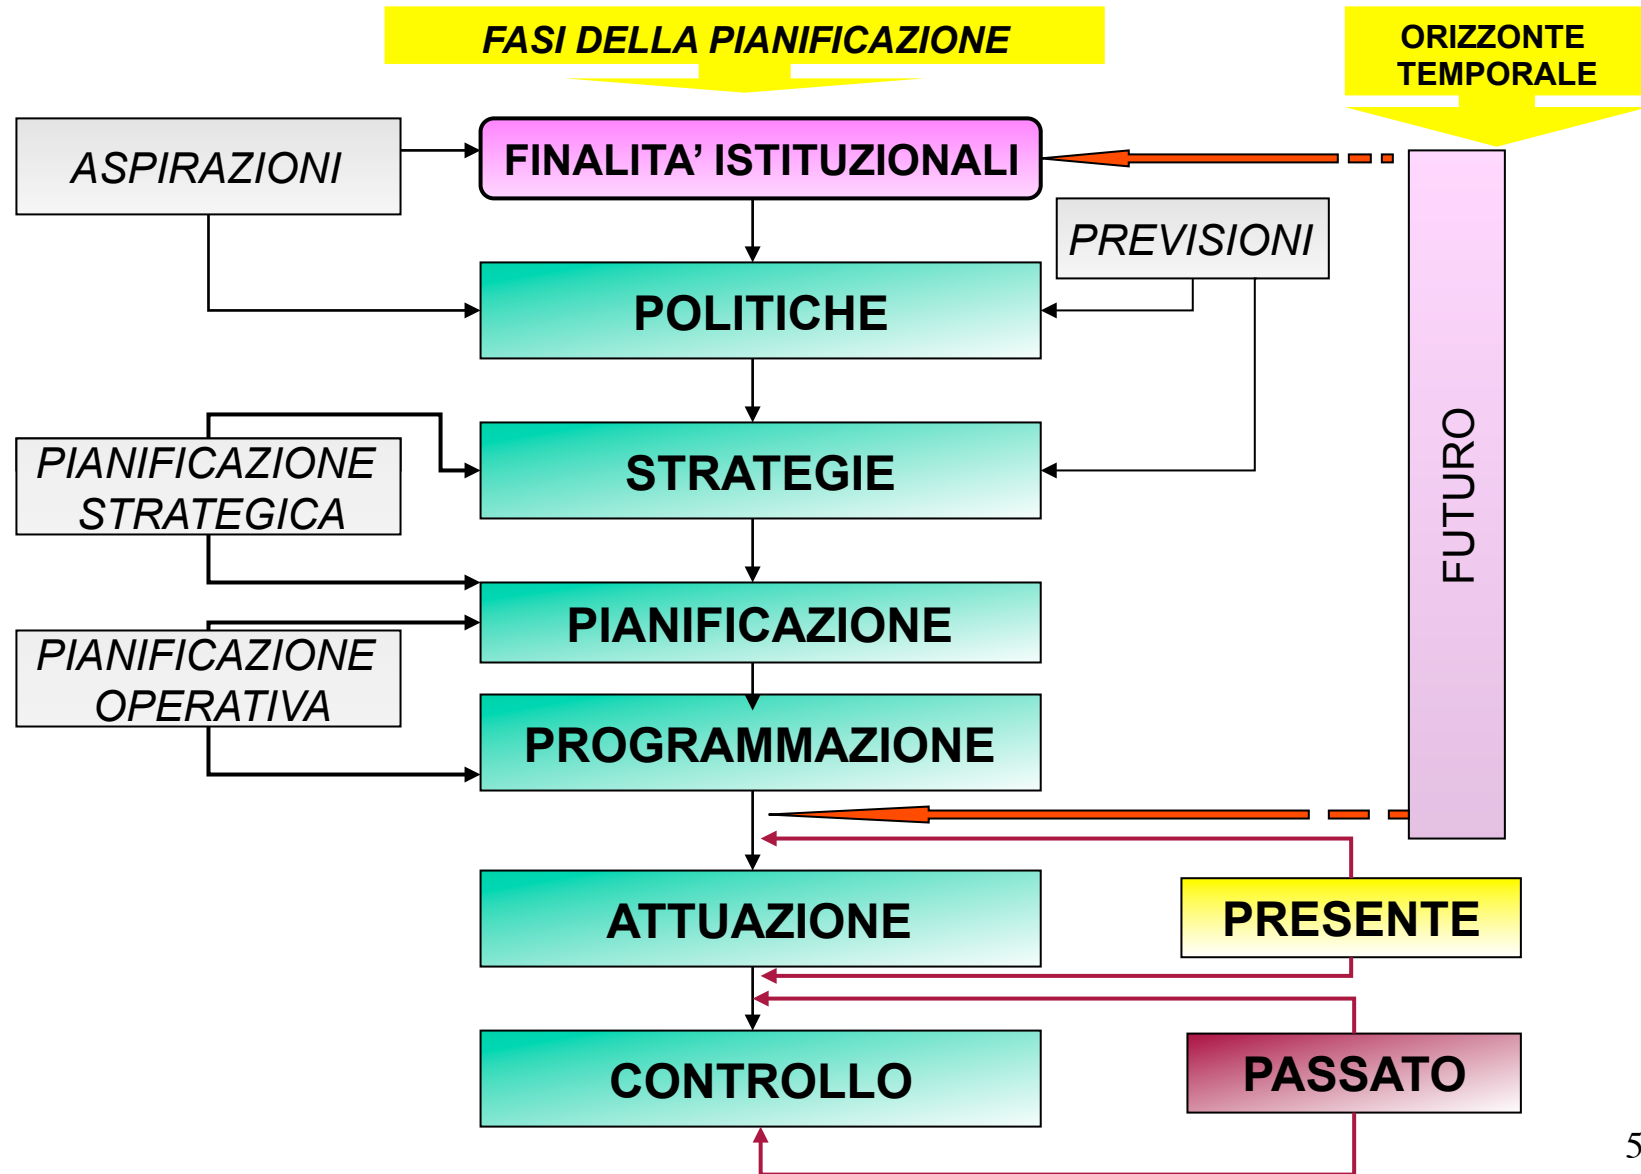 FASI DELLA PIANIFICAZIONE
ORIZZONTE
TEMPORALE
ASPIRAZIONI
FINALITA’ ISTITUZIONALI
PREVISIONI
POLITICHE
PIANIFICAZIONE
STRATEGICA
STRATEGIE
FUTURO
PIANIFICAZIONE
PIANIFICAZIONE
OPERATIVA
PROGRAMMAZIONE
ATTUAZIONE
PRESENTE
CONTROLLO
PASSATO
5